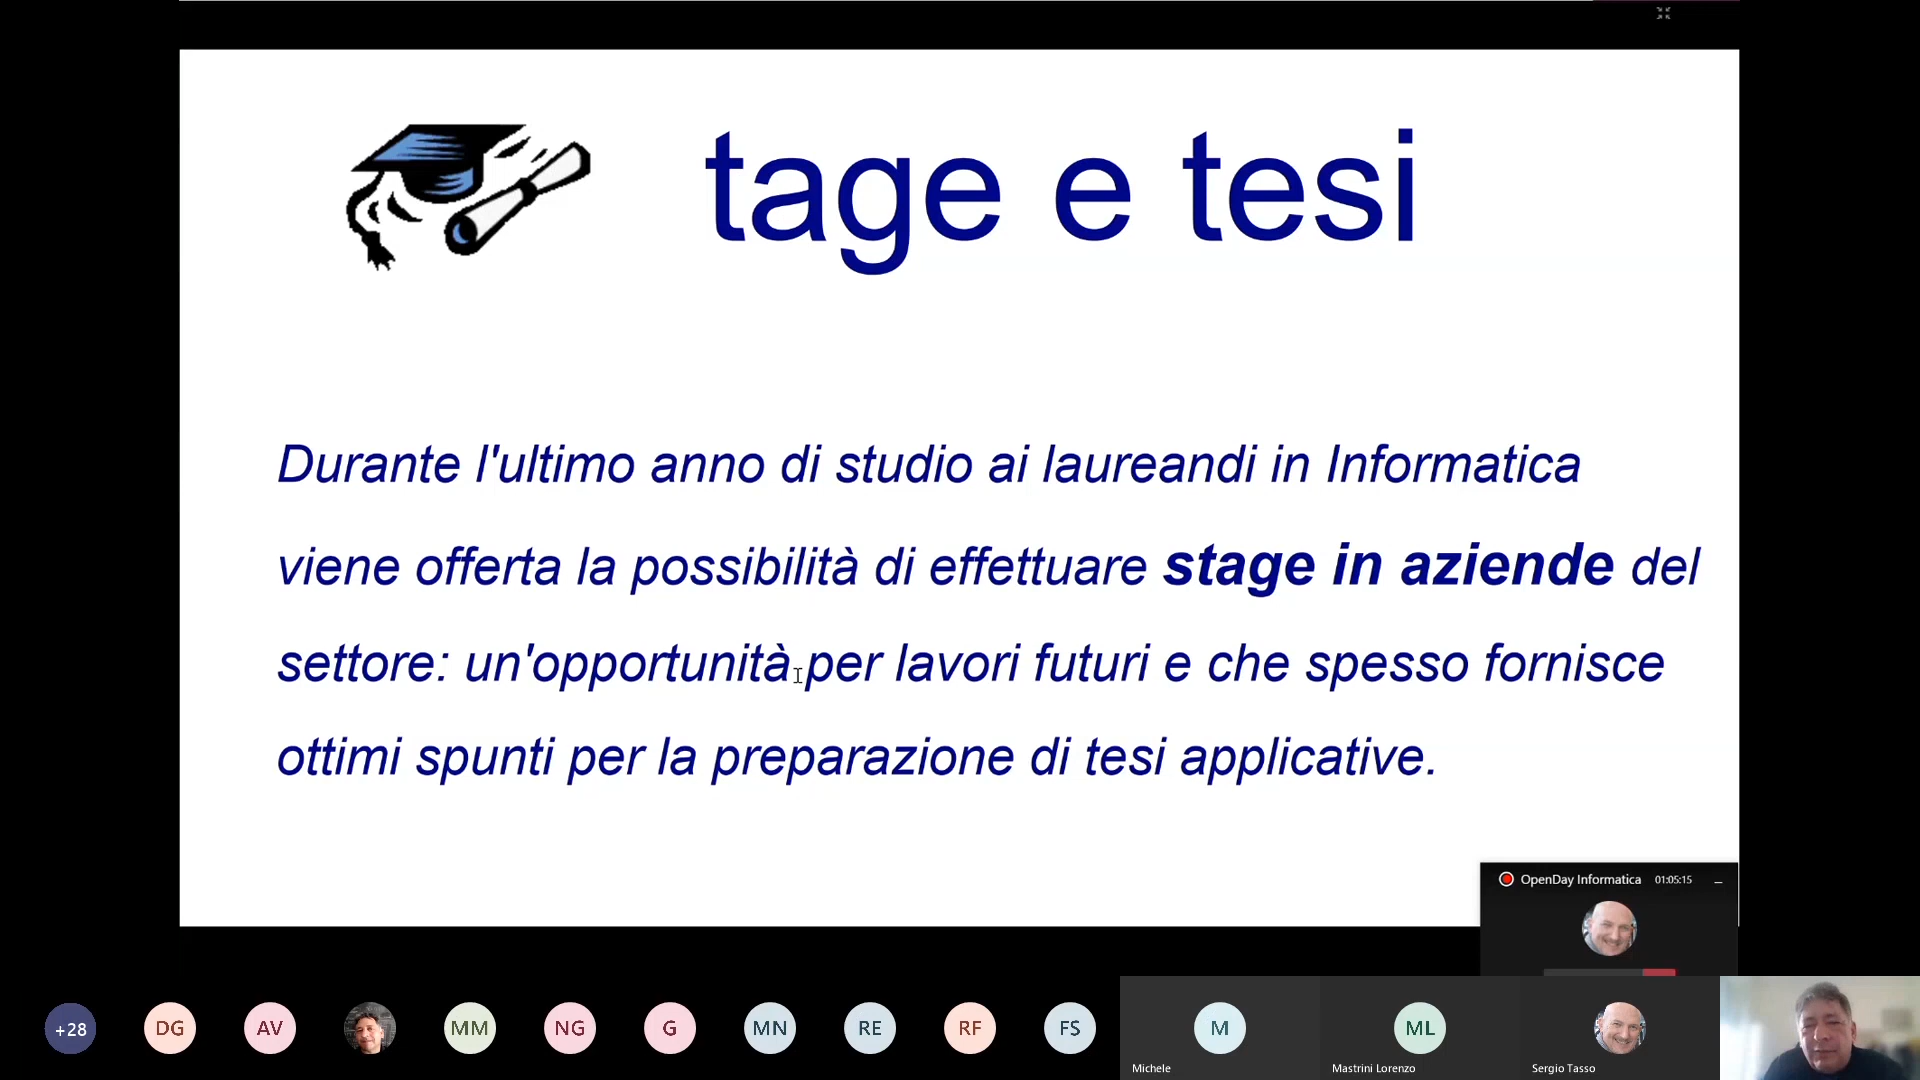 tage e tesi
Durante l'ultimo anno di studio ai laureandi in Informatica
viene offerta la possibilità di effettuare stage in aziende del
settore: un'opportunità per lavori futuri e che spesso fornisce
ottimi spunti per la preparazione di tesi applicative.
OpenDay Informatica 01:05:15
+28 DG AV MM NG G MN RE RF FS M ML
Michele Mastrini Lorenzo Sergio Tasso